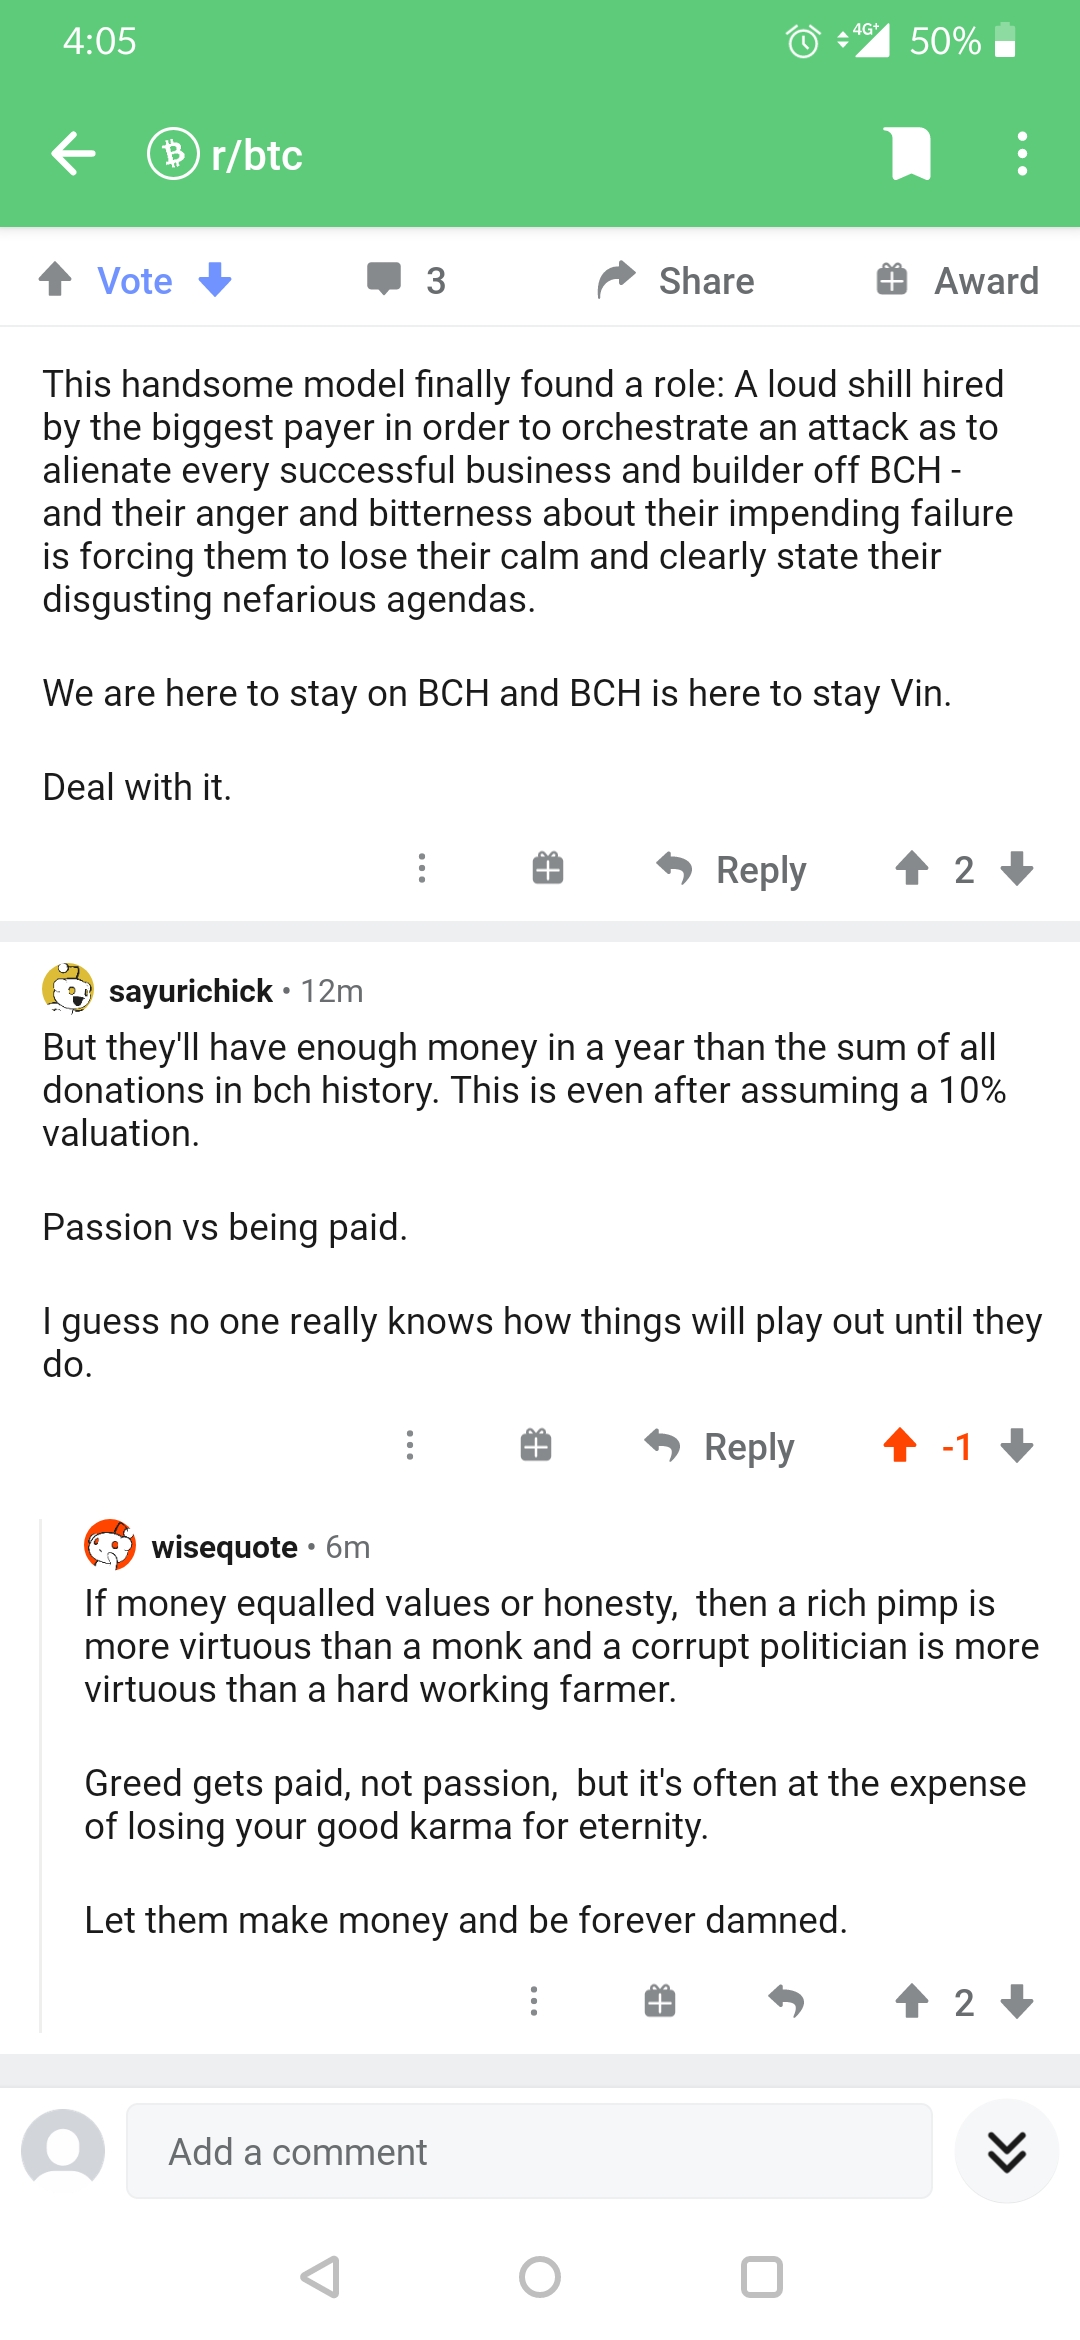 4:05
4G+ 50%
r/btc
Vote 3 Share Award
This handsome model finally found a role: A loud shill hired
by the biggest payer in order to orchestrate an attack as to
alienate every successful business and builder off BCH -
and their anger and bitterness about their impending failure
is forcing them to lose their calm and clearly state their
disgusting nefarious agendas.
We are here to stay on BCH and BCH is here to stay Vin.
Deal with it.
Reply 2
sayurichick • 12m
But they'll have enough money in a year than the sum of all
donations in bch history. This is even after assuming a 10%
valuation.
Passion vs being paid.
I guess no one really knows how things will play out until they
do.
Reply -1
wisequote • 6m
If money equalled values or honesty,  then a rich pimp is
more virtuous than a monk and a corrupt politician is more
virtuous than a hard working farmer.
Greed gets paid, not passion,  but it's often at the expense
of losing your good karma for eternity.
Let them make money and be forever damned.
2
Add a comment